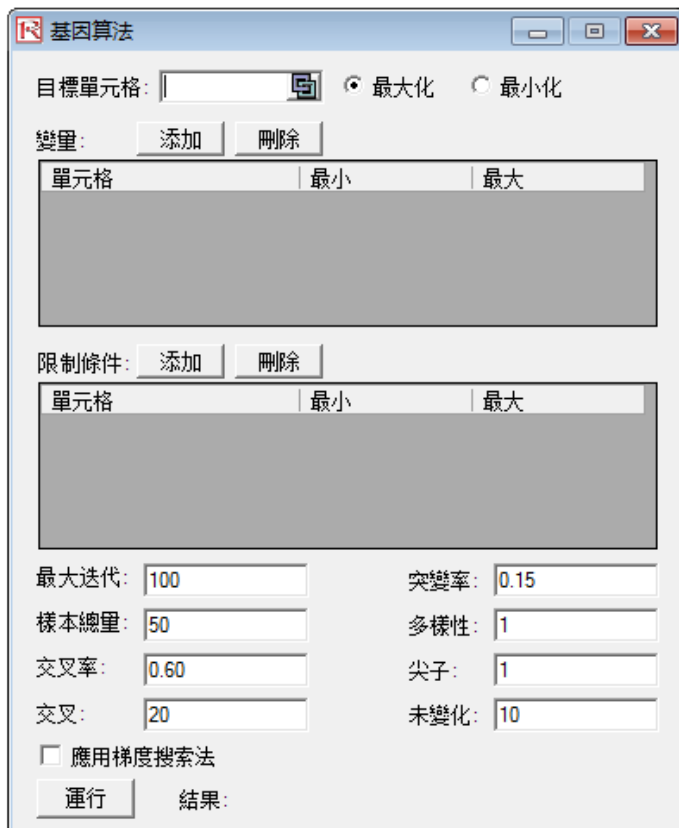 基因算法
目標單元格: 最大化 最小化
變量: 添加 刪除
單元格 最小 最大
限制條件: 添加 刪除
單元格 最小 最大
最大迭代: 100 突變率: 0.15
樣本總量: 50 多樣性: 1
交叉率: 0.60 尖子: 1
交叉: 20 未變化: 10
應用梯度搜索法
運行 結果: